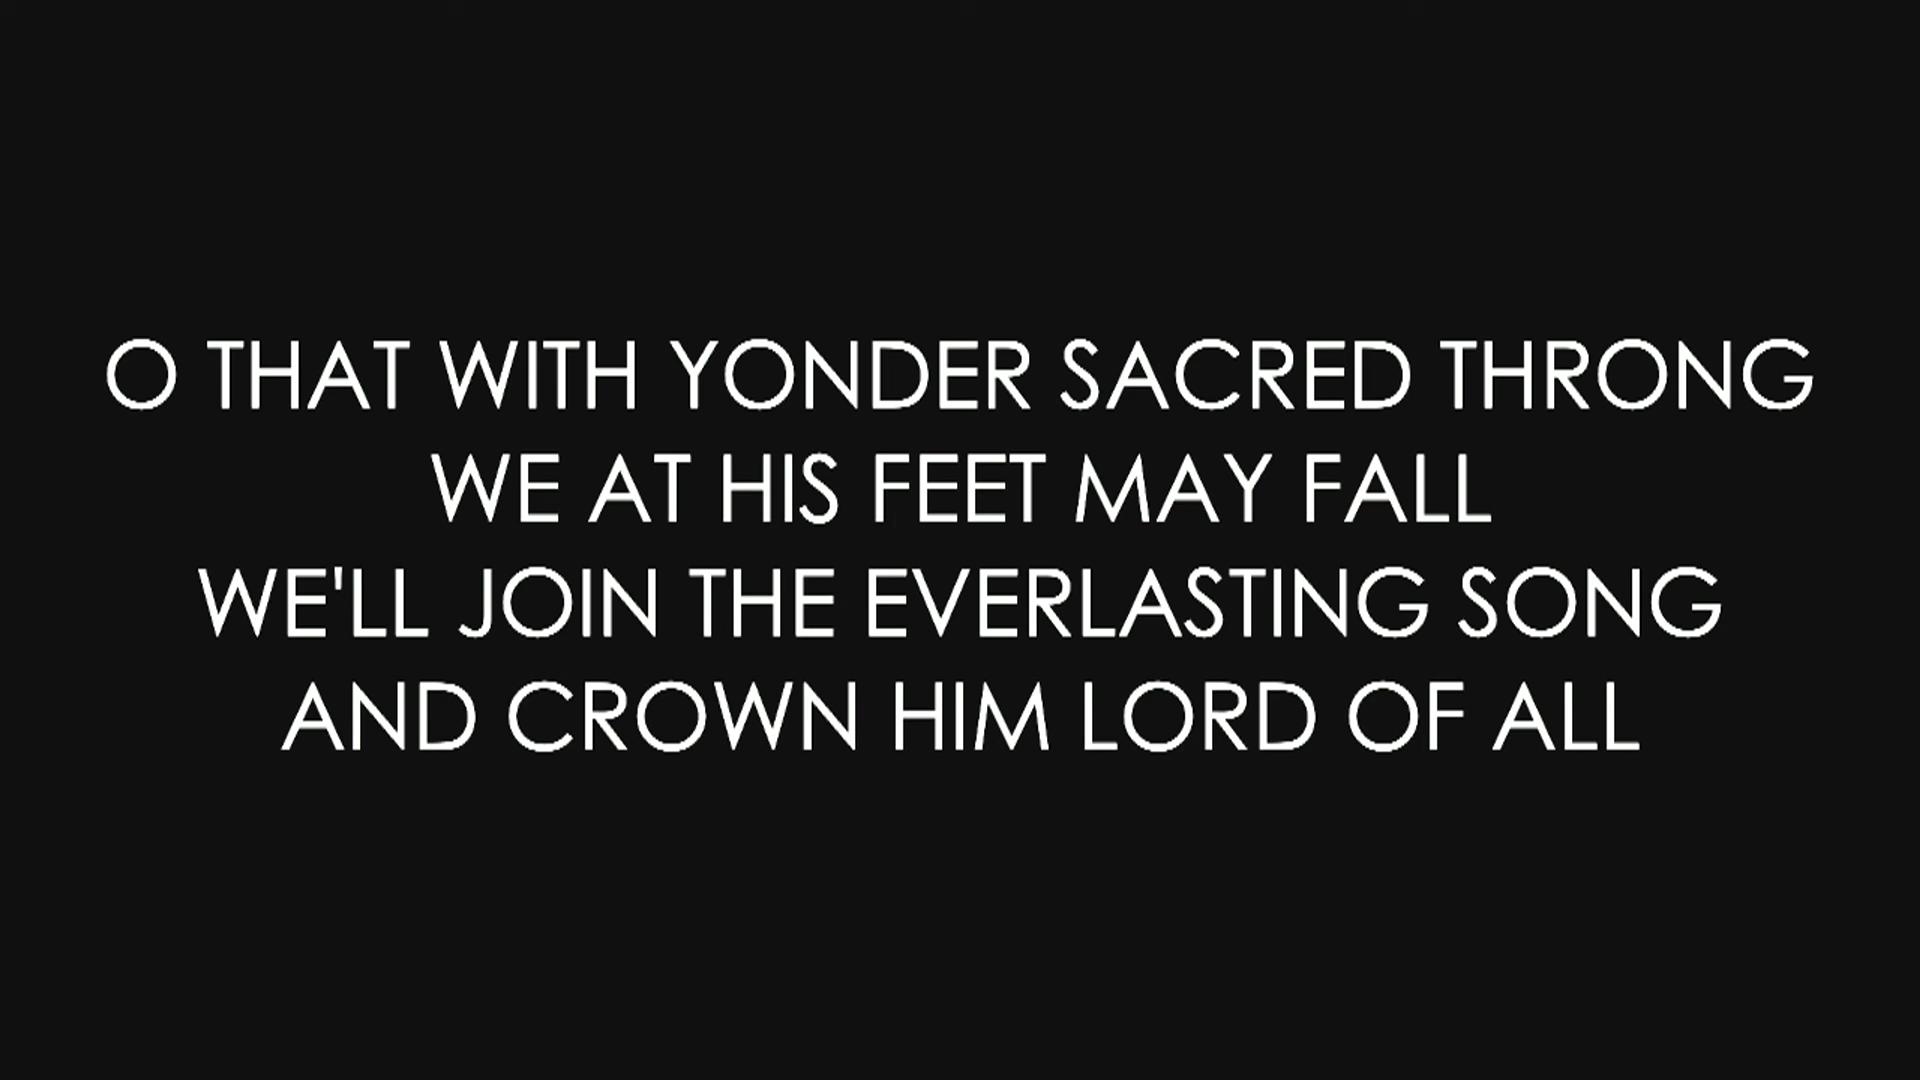 O THAT WITH YONDER SACRED THRONG
WE AT HIS FEET MAY FALL
WE'LL JOIN THE EVERLASTING SONG
AND CROWN HIM LORD OF ALL